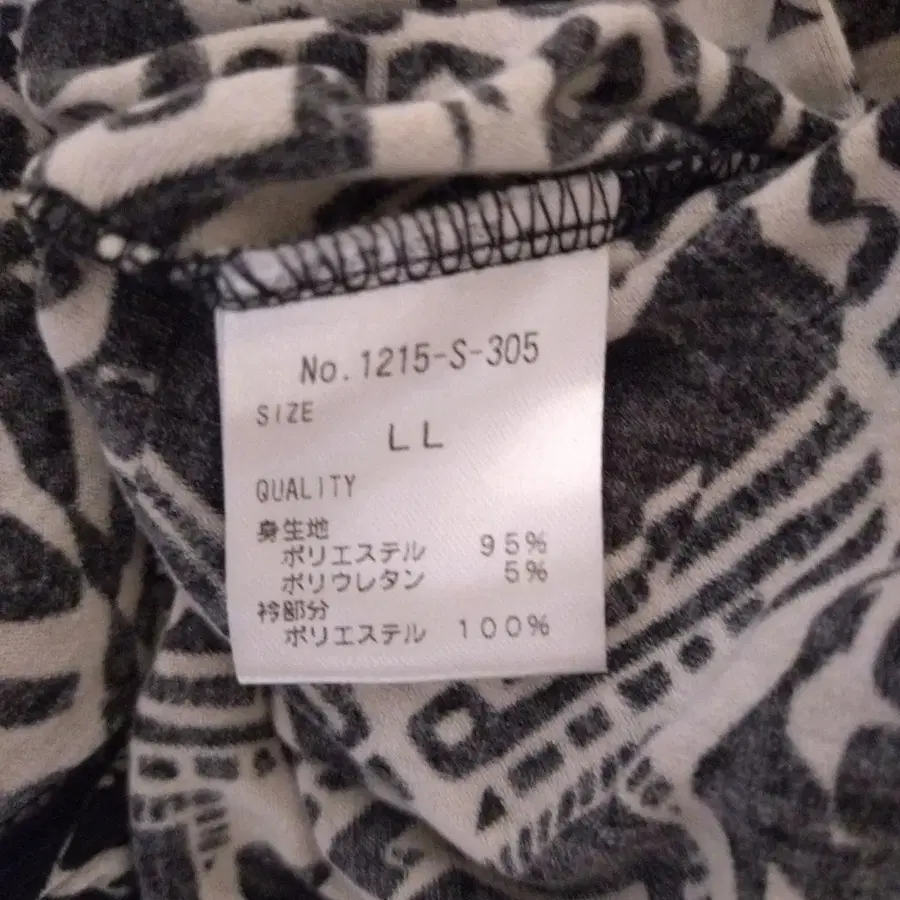 No.1215-S-305
SIZE
LL
QUALITY
身生地
ポリエステル 95%
ポリウレタン 5%
衿部分
ポリエステル 100%